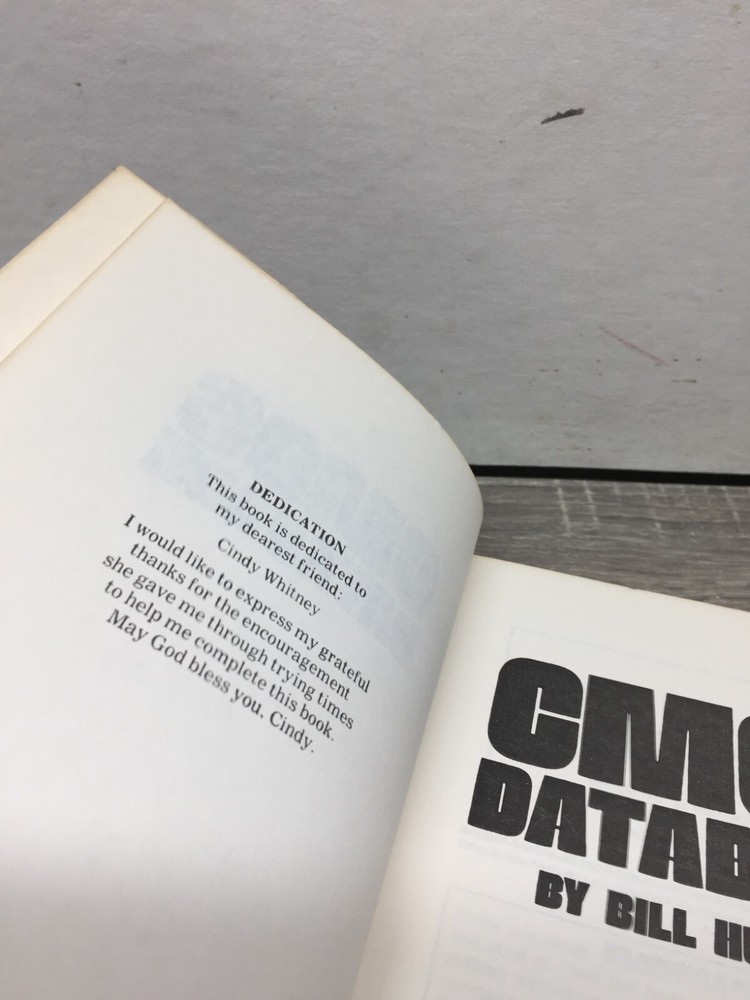 DEDICATION
This book is dedicated to
my dearest friend:
Cindy Whitney
I would like to express my grateful
thanks for the encouragement
she gave me through trying times
to help me complete this book.
May God bless you, Cindy.
CM
DATAB
BY BILL HU